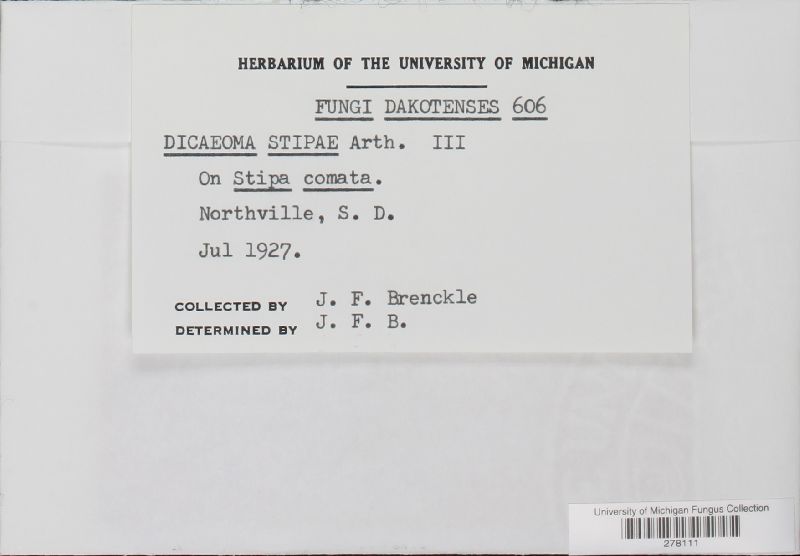 HERBARIUM OF THE UNIVERSITY OF MICHIGAN
FUNGI DAKOTENSES 606
DICAEOMA STIPAE Arth. III
On Stipa comata.
Northville, S. D.
Jul 1927.
COLLECTED BY J. F. Brenckle
DETERMINED BY J. F. B.
University of Michigan Fungus Collection
278111